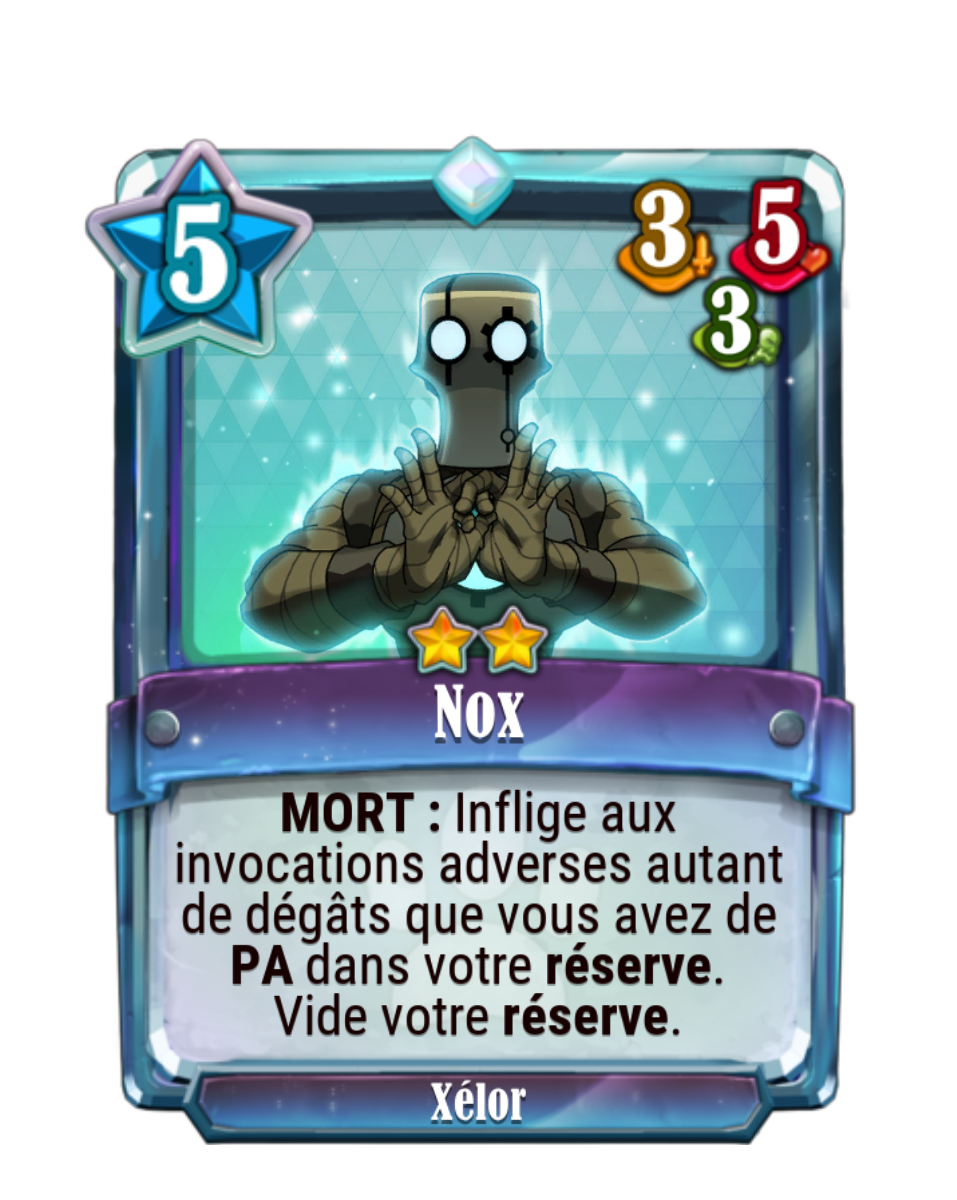 5
3
5
3
Nox
MORT : Inflige aux
invocations adverses autant
de dégâts que vous avez de
PA dans votre réserve.
Vide votre réserve.
Xélor